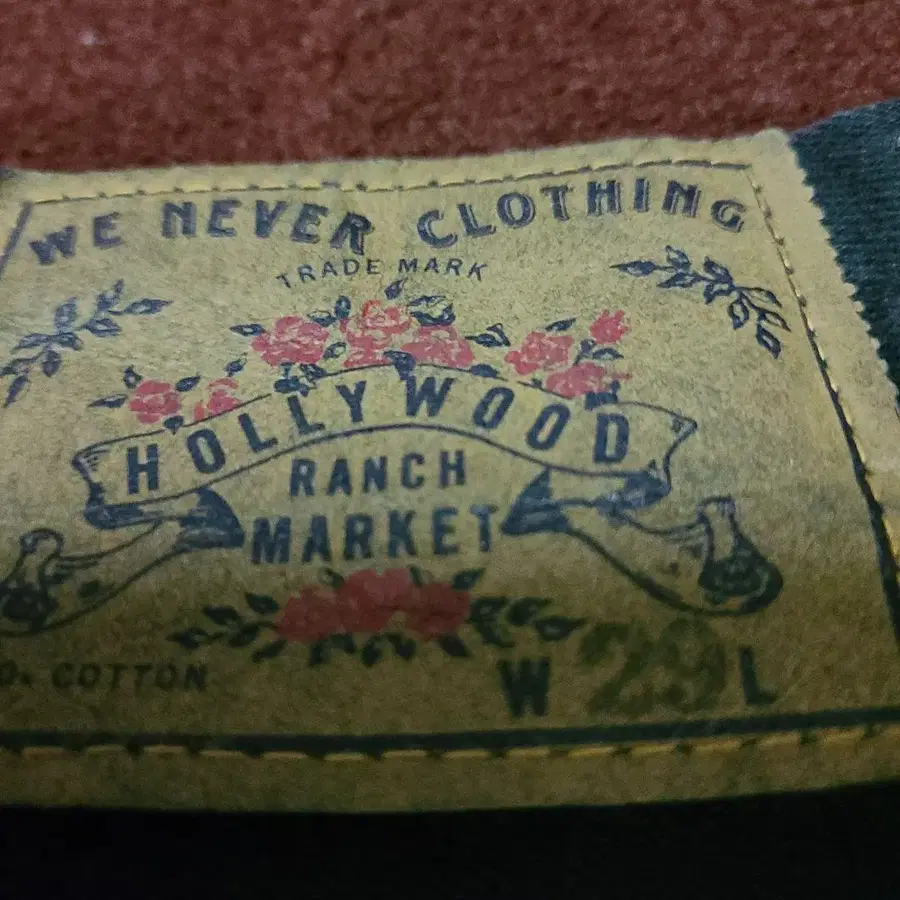 WE NEVER CLOTHING
TRADE MARK
HOLLYWOOD
RANCH
MARKET
COTTON
W 29 L